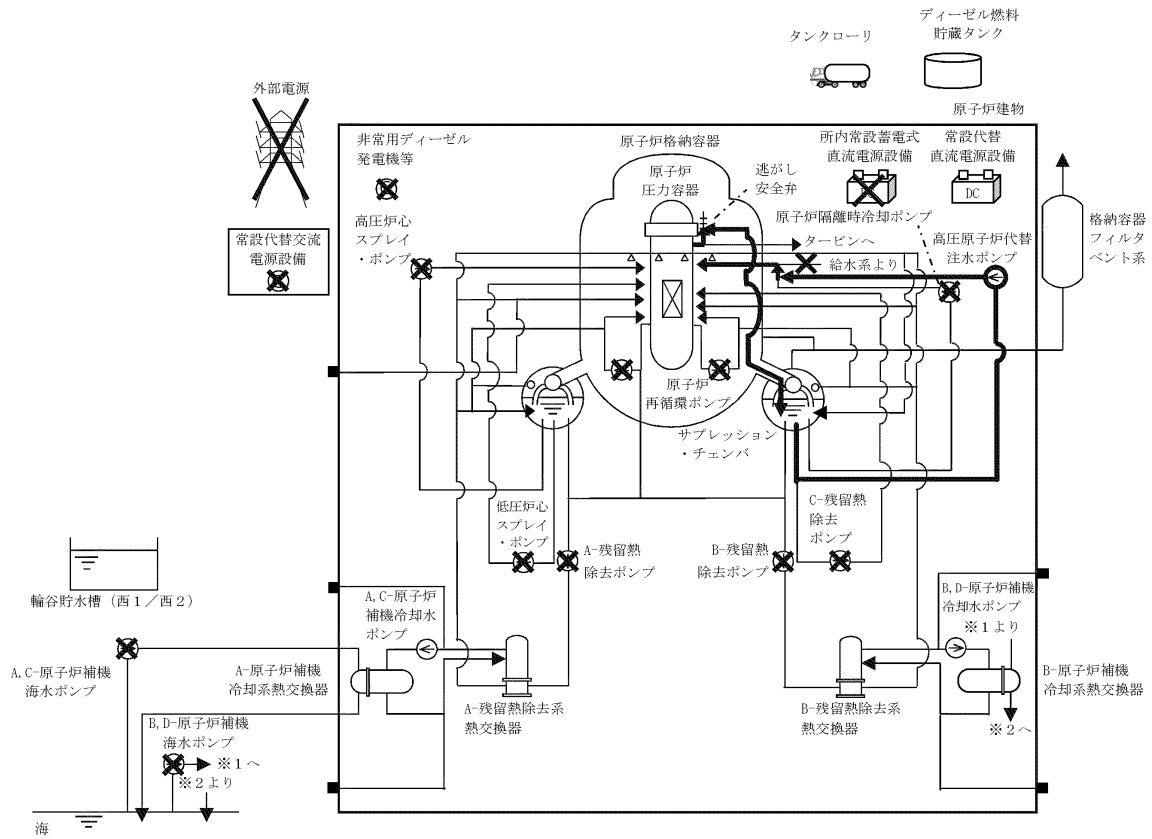 ディーゼル燃料
貯蔵タンク
タンクローリ
外部電源
原子炉建物
非常用ディーゼル
発電機等
原子炉格納容器
原子炉
圧力容器
逃がし
安全弁
所内常設蓄電式
直流電源設備
常設代替
直流電源設備
DC
高圧炉心
スプレイ
・ポンプ
原子炉隔離時冷却ポンプ
タービンへ
給水系より
高圧原子炉代替
注水ポンプ
格納容器
フィルタ
ベント系
常設代替交流
電源設備
原子炉
再循環ポンプ
サプレッション
・チェンバ
低圧炉心
スプレイ
・ポンプ
A-残留熱
除去ポンプ
B-残留熱
除去ポンプ
C-残留熱
除去
ポンプ
輪谷貯水槽（西１／西２）
A,C-原子炉
補機冷却水
ポンプ
B,D-原子炉補機
冷却水ポンプ
※１より
A,C-原子炉補機
海水ポンプ
A-原子炉補機
冷却系熱交換器
B-原子炉補機
冷却系熱交換器
A-残留熱除去系
熱交換器
B-残留熱除去系
熱交換器
※２へ
B,D-原子炉補機
海水ポンプ
※１へ
※２より
海